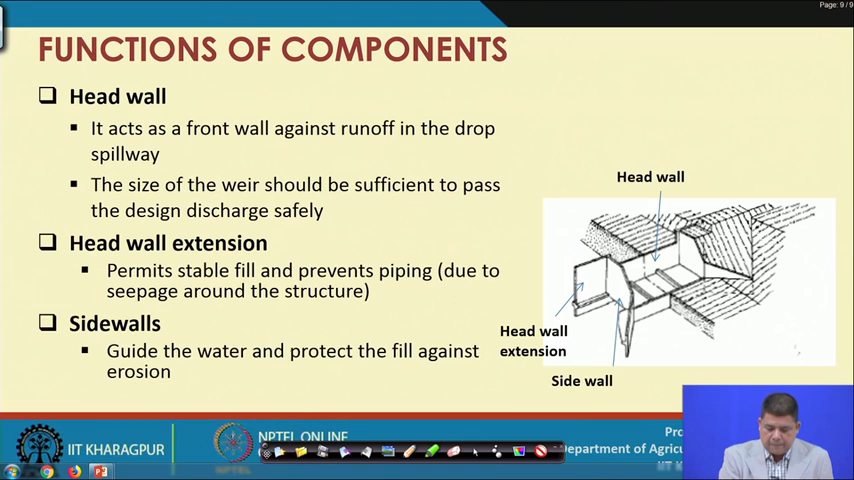 Page: 9 / 9
FUNCTIONS OF COMPONENTS
Head wall
It acts as a front wall against runoff in the drop
spillway
The size of the weir should be sufficient to pass
the design discharge safely
Head wall extension
Permits stable fill and prevents piping (due to
seepage around the structure)
Sidewalls
Guide the water and protect the fill against
erosion
Head wall
Head wall
extension
Side wall
IIT KHARAGPUR
NPTEL
NPTEL ONLINE
Department of Agricu
IIT K